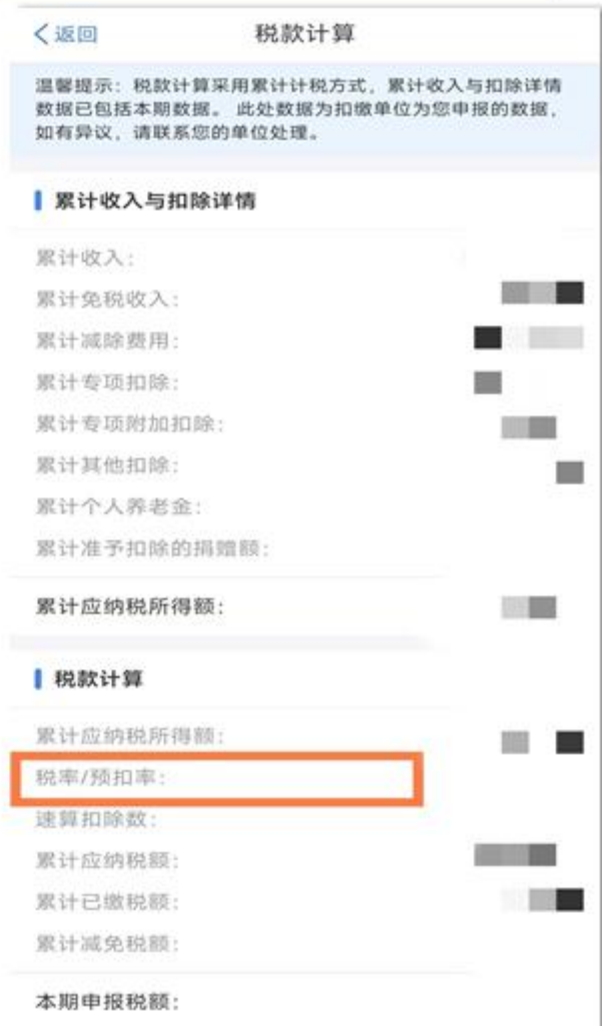 返回
税款计算
温馨提示：税款计算采用累计计税方式，累计收入与扣除详情
数据已包括本期数据。此处数据为扣缴单位为您申报的数据，
如有异议，请联系您的单位处理。
累计收入与扣除详情
累计收入：
累计免税收入：
累计减除费用：
累计专项扣除：
累计专项附加扣除：
累计其他扣除：
累计个人养老金：
累计准予扣除的捐赠额：
累计应纳税所得额：
税款计算
累计应纳税所得额：
税率/预扣率：
速算扣除数：
累计应纳税额：
累计已缴税额：
累计减免税额：
本期申报税额：